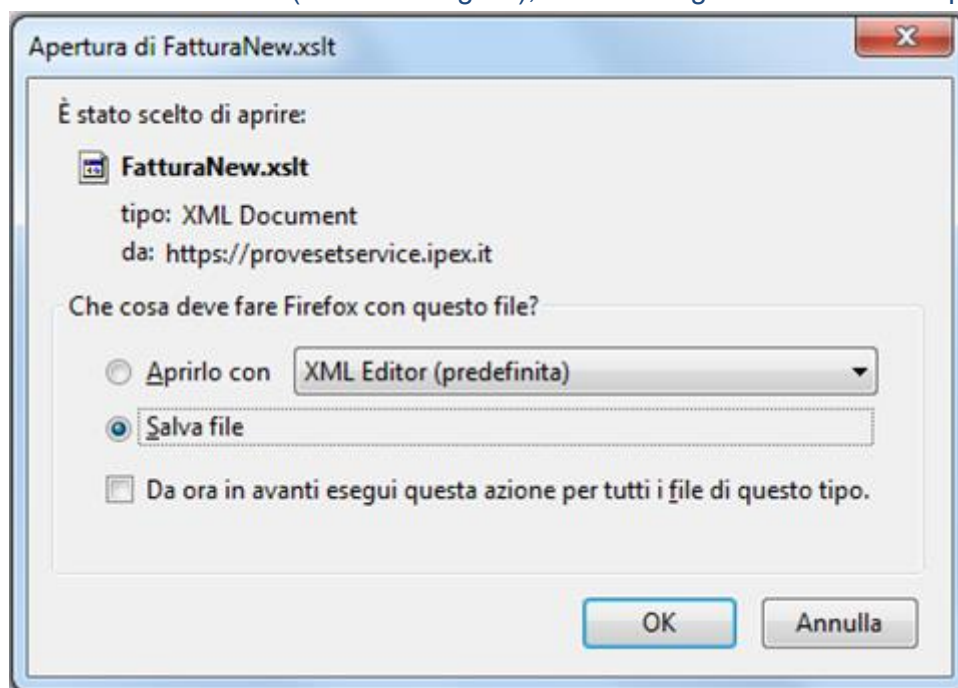 Apertura di FatturaNew.xslt
È stato scelto di aprire:
FatturaNew.xslt
tipo: XML Document
da: https://provesetservice.ipex.it
Che cosa deve fare Firefox con questo file?
Aprirlo con XML Editor (predefinita)
Salva file
Da ora in avanti esegui questa azione per tutti i file di questo tipo.
OK Annulla